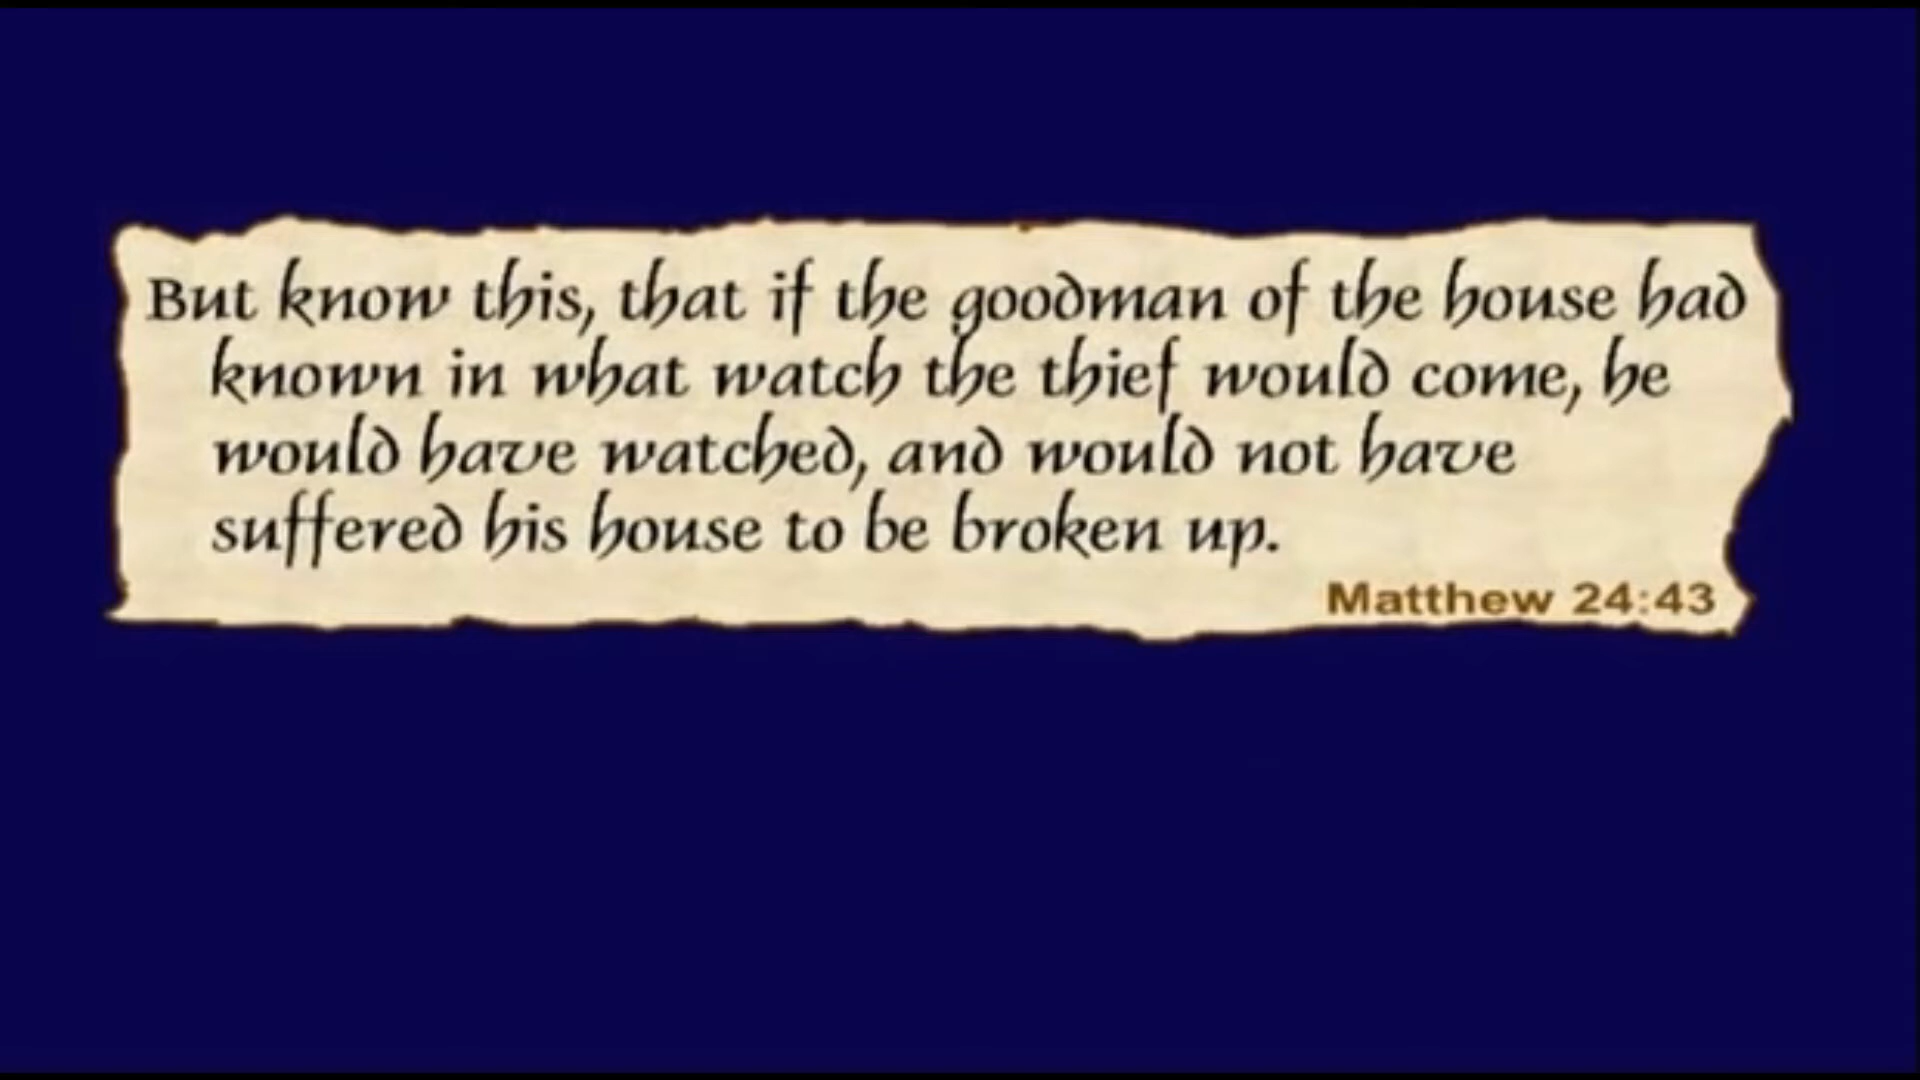 But know this, that if the goodman of the house had
known in what watch the thief would come, he
would have watched, and would not have
suffered his house to be broken up.
Matthew 24:43